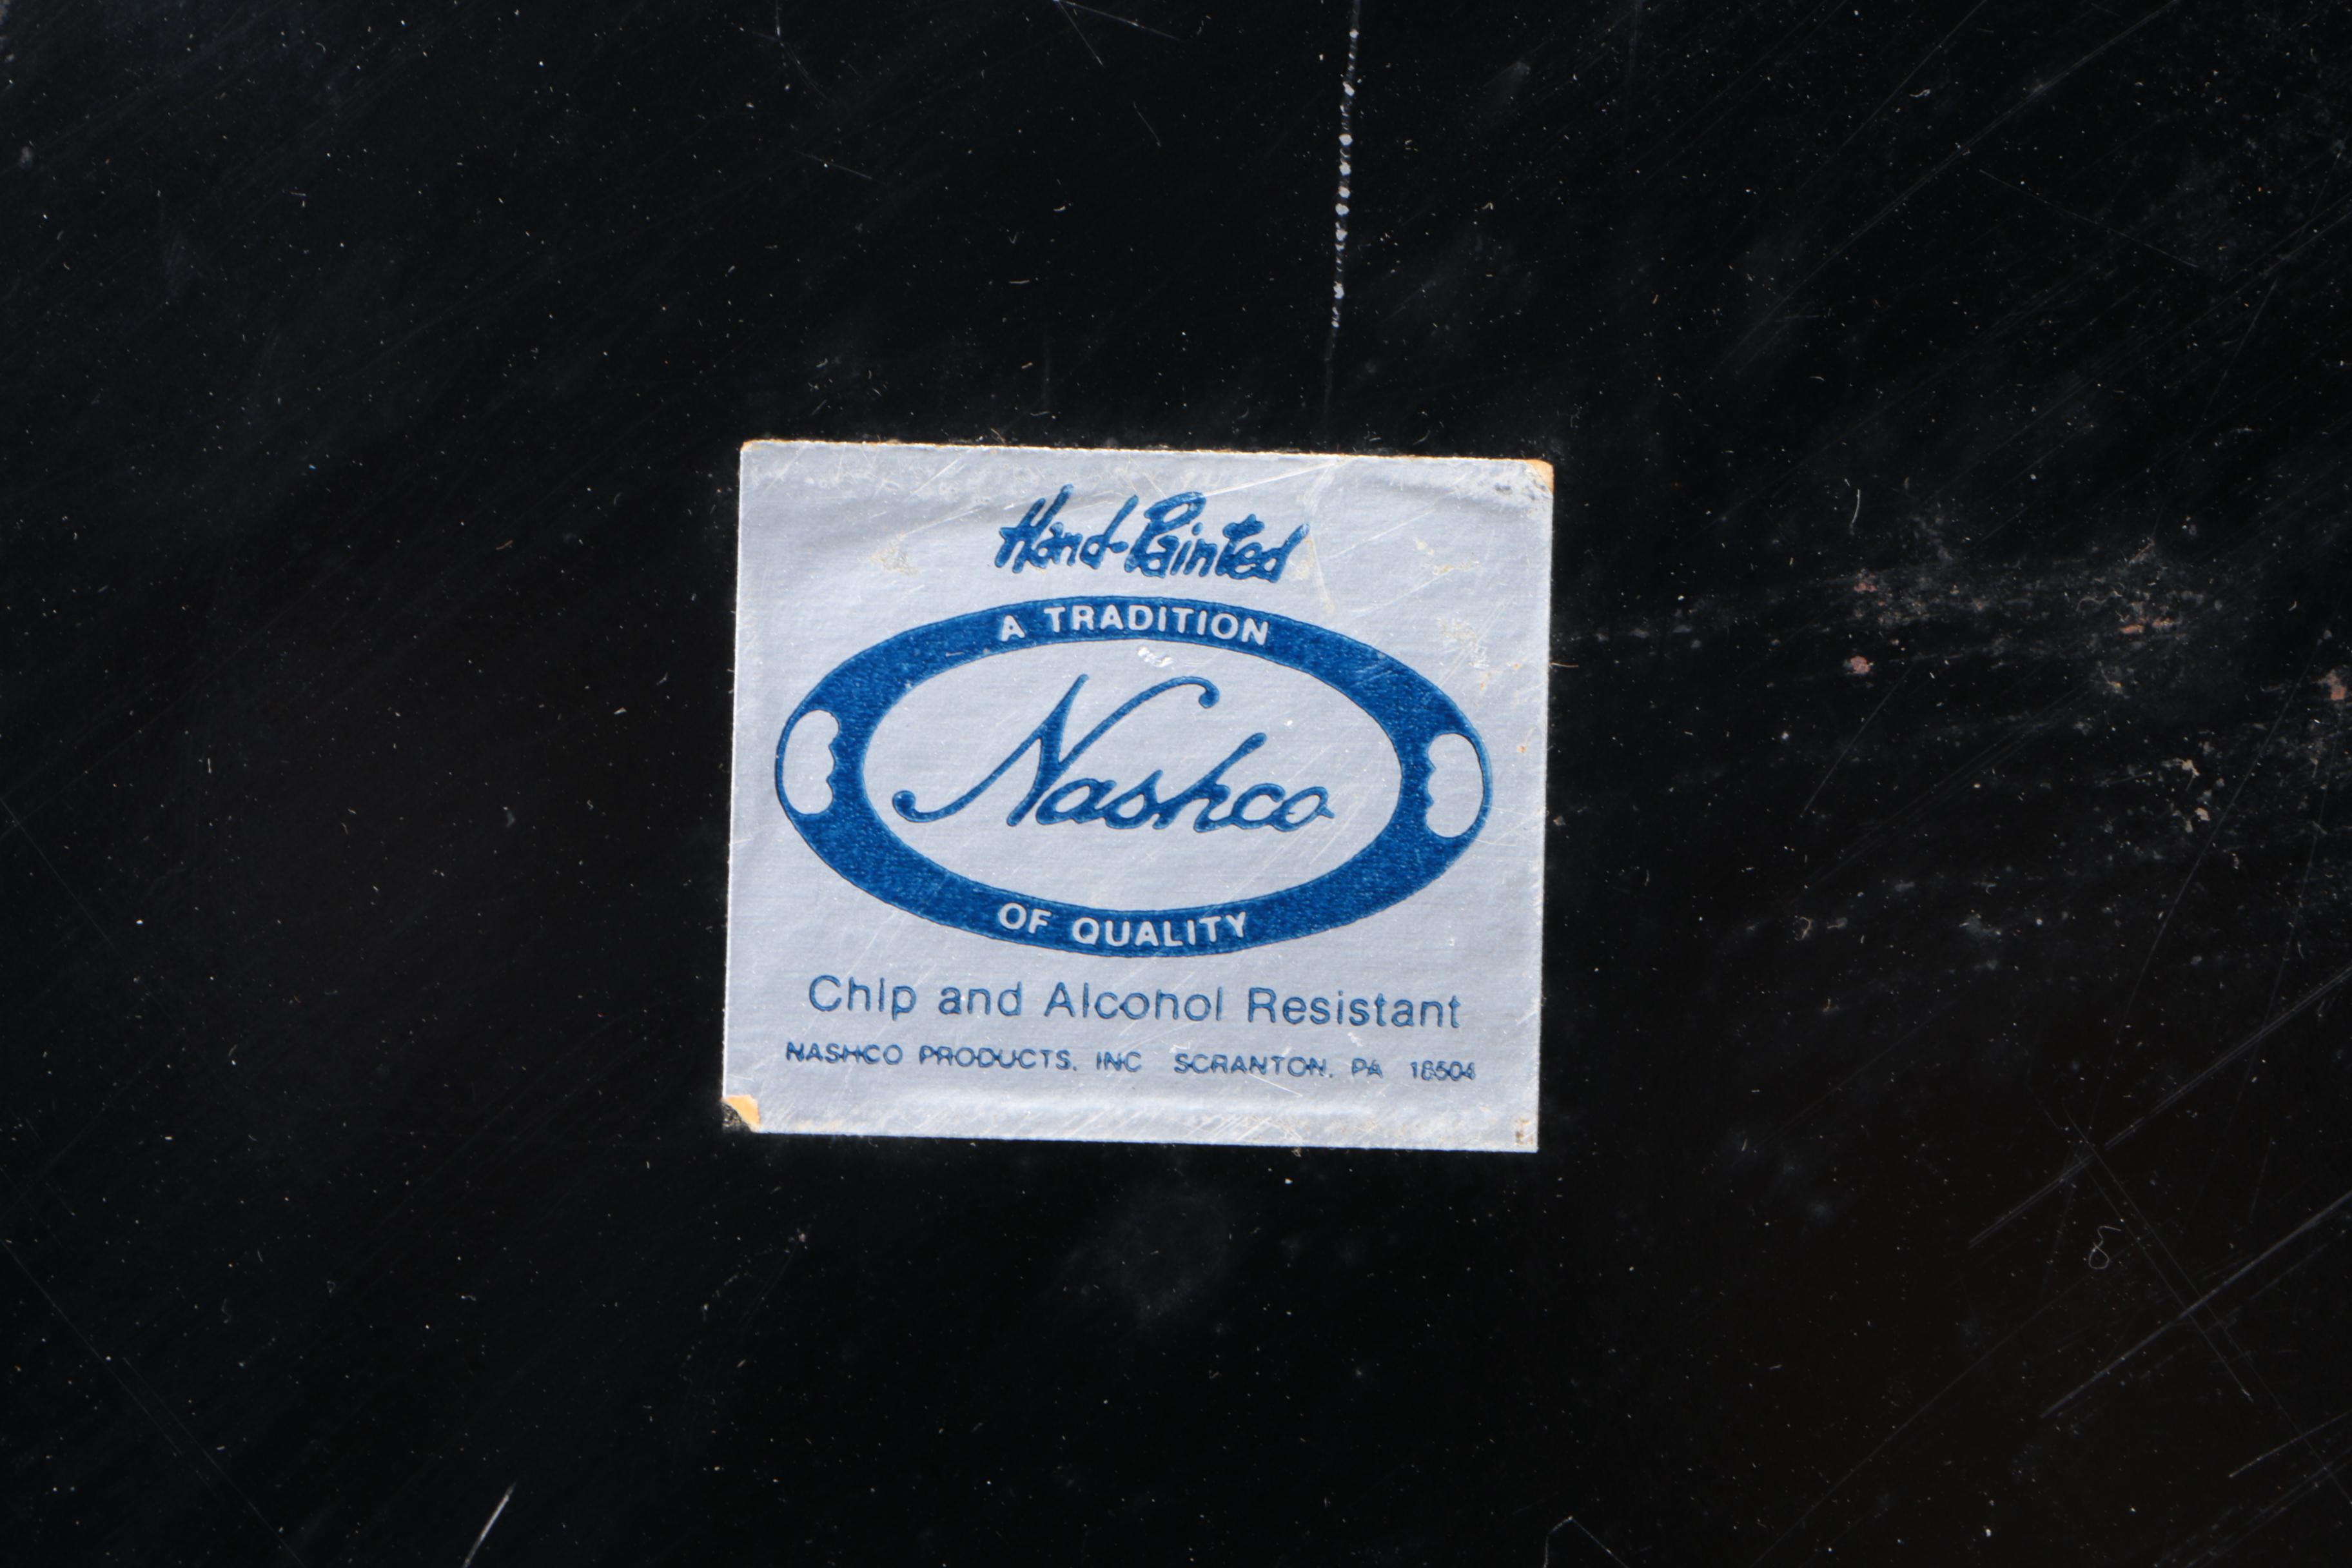 Hand-Painted
A TRADITION
Nashco
OF QUALITY
Chip and Alcohol Resistant
NASHCO PRODUCTS, INC SCRANTON, PA 18504